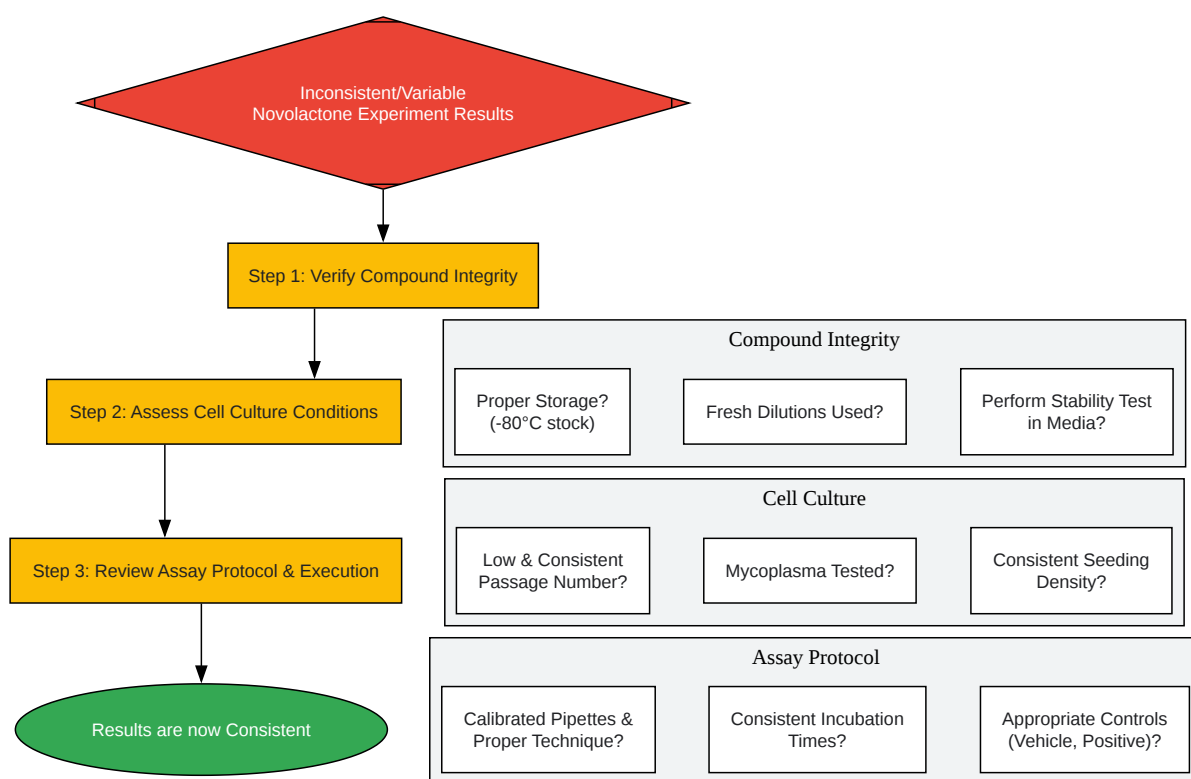 Inconsistent/Variable
Novolactone Experiment Results
Step 1: Verify Compound Integrity
Step 2: Assess Cell Culture Conditions
Step 3: Review Assay Protocol & Execution
Results are now Consistent
Compound Integrity
Proper Storage?
(-80°C stock)
Fresh Dilutions Used?
Perform Stability Test
in Media?
Cell Culture
Low & Consistent
Passage Number?
Mycoplasma Tested?
Consistent Seeding
Density?
Assay Protocol
Calibrated Pipettes &
Proper Technique?
Consistent Incubation
Times?
Appropriate Controls
(Vehicle, Positive)?